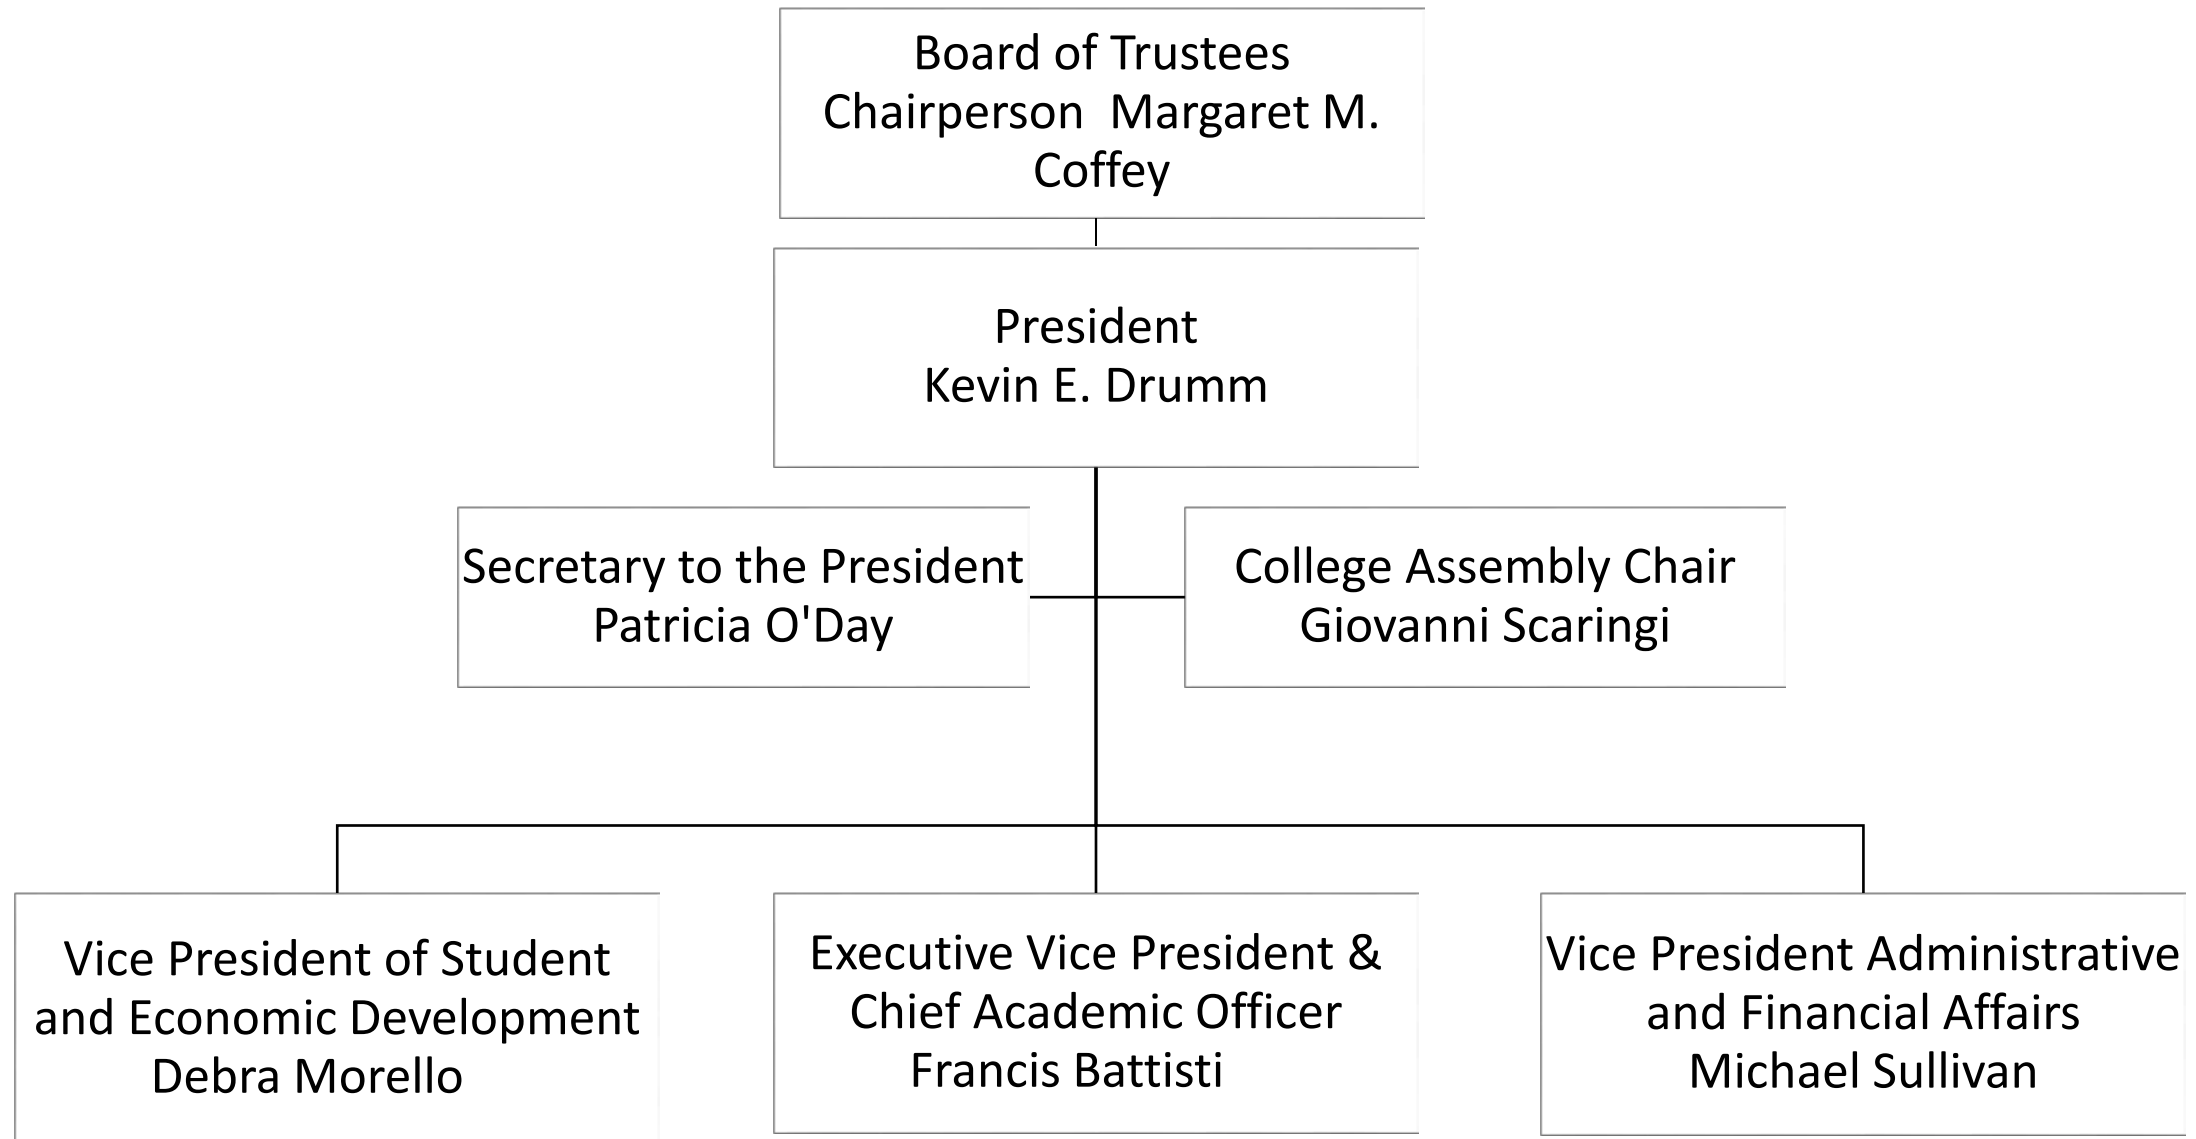 Board of Trustees
Chairperson  Margaret M.
Coffey
President
Kevin E. Drumm
Secretary to the President
Patricia O'Day
College Assembly Chair
Giovanni Scaringi
Vice President of Student
and Economic Development
Debra Morello
Executive Vice President &
Chief Academic Officer
Francis Battisti
Vice President Administrative
and Financial Affairs
Michael Sullivan